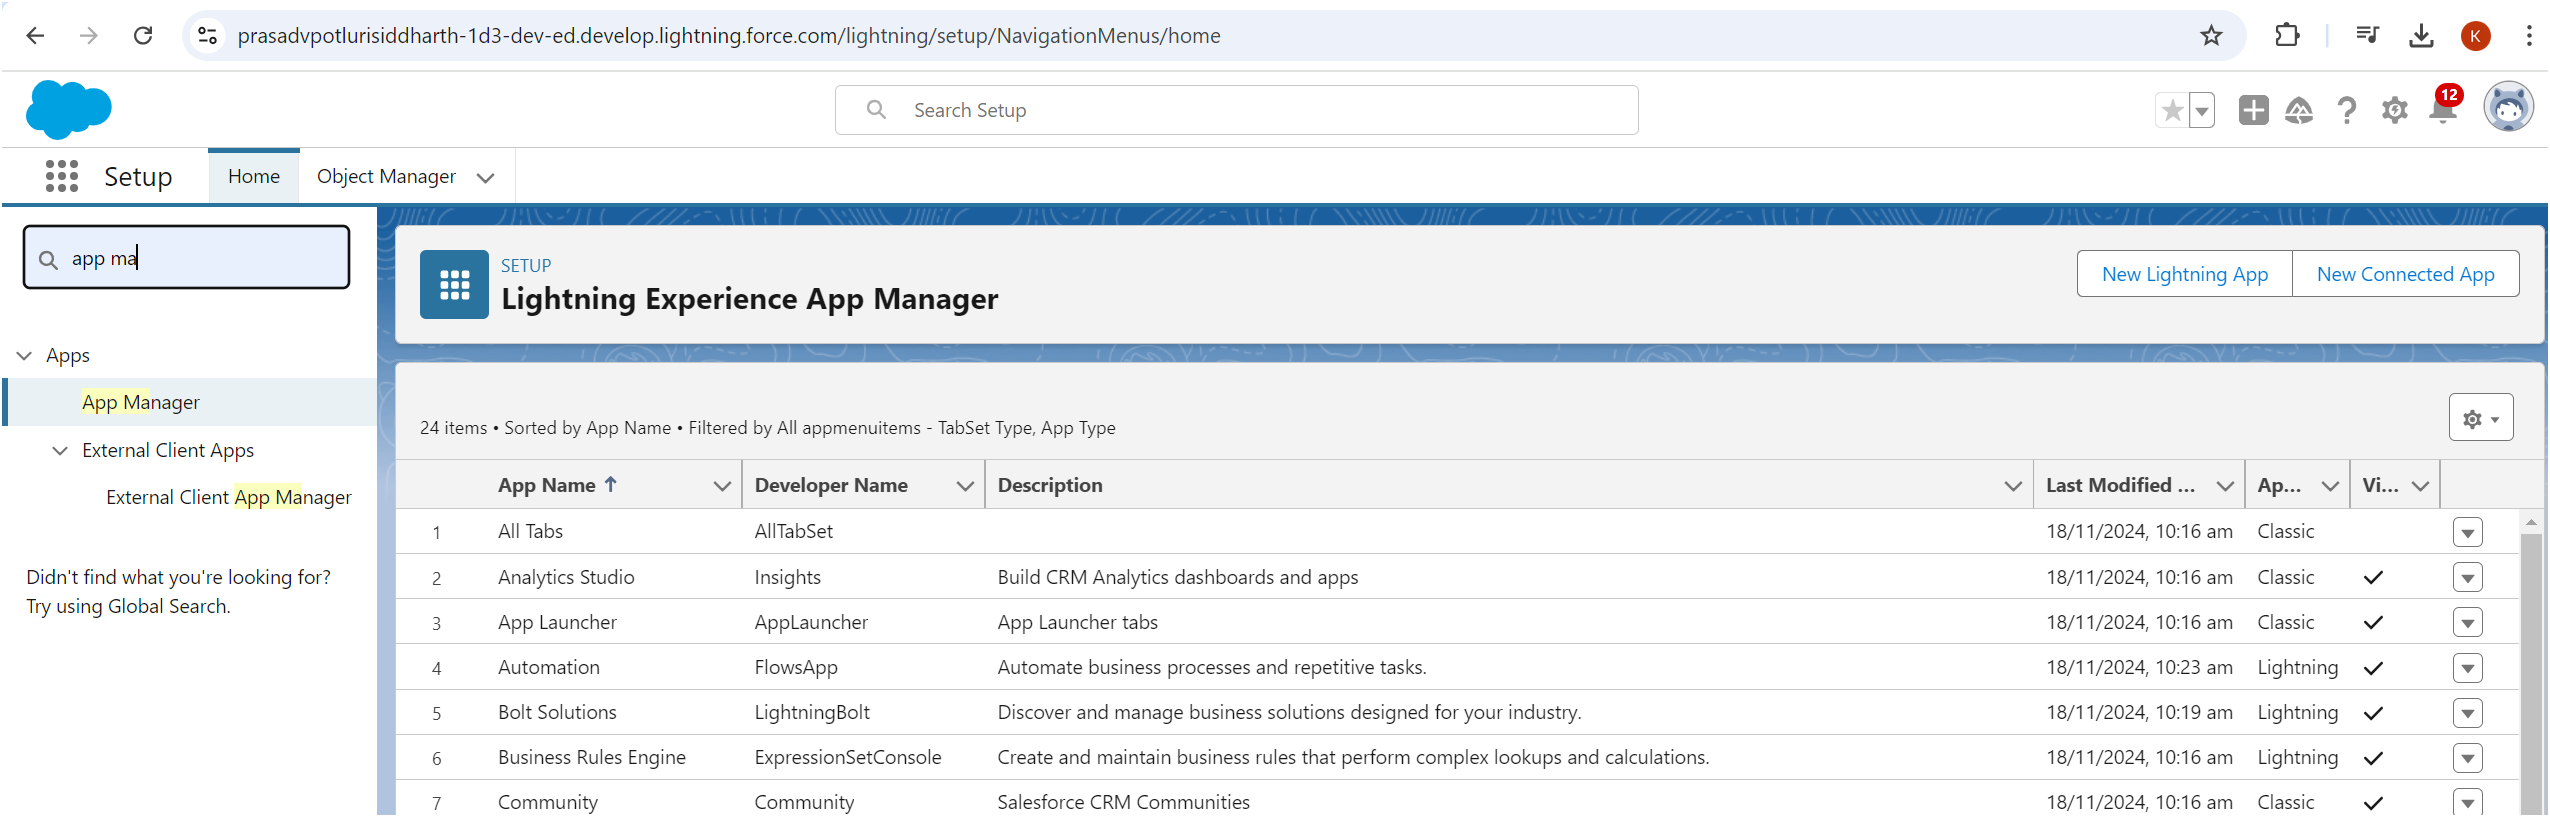 prasadvpotlurisiddharth-1d3-dev-ed.develop.lightning.force.com/lightning/setup/NavigationMenus/home
K
Search Setup
12
Setup
Home
Object Manager
app ma
Apps
App Manager
External Client Apps
External Client App Manager
Didn't find what you're looking for?
Try using Global Search.
SETUP
Lightning Experience App Manager
New Lightning App
New Connected App
24 items • Sorted by App Name • Filtered by All appmenuitems - TabSet Type, App Type
App Name ↑ Developer Name Description Last Modified ... Ap... Vi...
1 All Tabs AllTabSet 18/11/2024, 10:16 am Classic
2 Analytics Studio Insights Build CRM Analytics dashboards and apps 18/11/2024, 10:16 am Classic
3 App Launcher AppLauncher App Launcher tabs 18/11/2024, 10:16 am Classic
4 Automation FlowsApp Automate business processes and repetitive tasks. 18/11/2024, 10:23 am Lightning
5 Bolt Solutions LightningBolt Discover and manage business solutions designed for your industry. 18/11/2024, 10:19 am Lightning
6 Business Rules Engine ExpressionSetConsole Create and maintain business rules that perform complex lookups and calculations. 18/11/2024, 10:16 am Lightning
7 Community Community Salesforce CRM Communities 18/11/2024, 10:16 am Classic